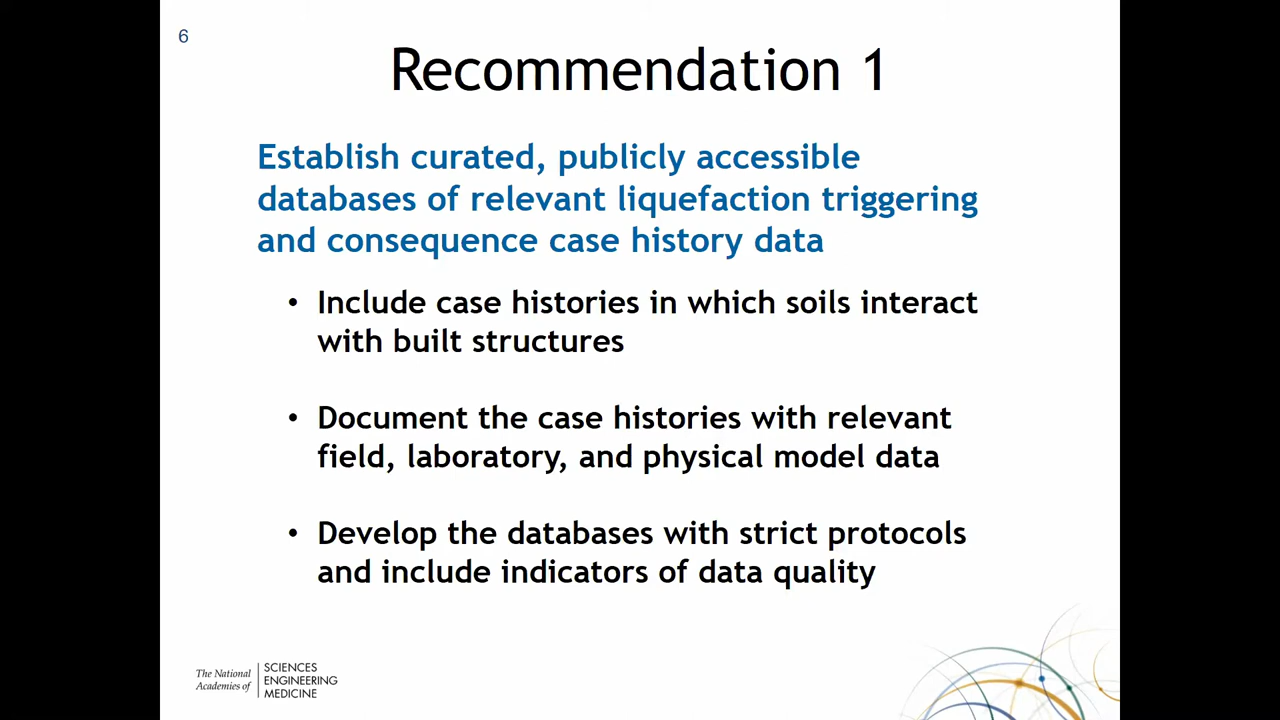 6
Recommendation 1
Establish curated, publicly accessible
databases of relevant liquefaction triggering
and consequence case history data
• Include case histories in which soils interact
with built structures
• Document the case histories with relevant
field, laboratory, and physical model data
• Develop the databases with strict protocols
and include indicators of data quality
The National
Academies of
SCIENCES
ENGINEERING
MEDICINE